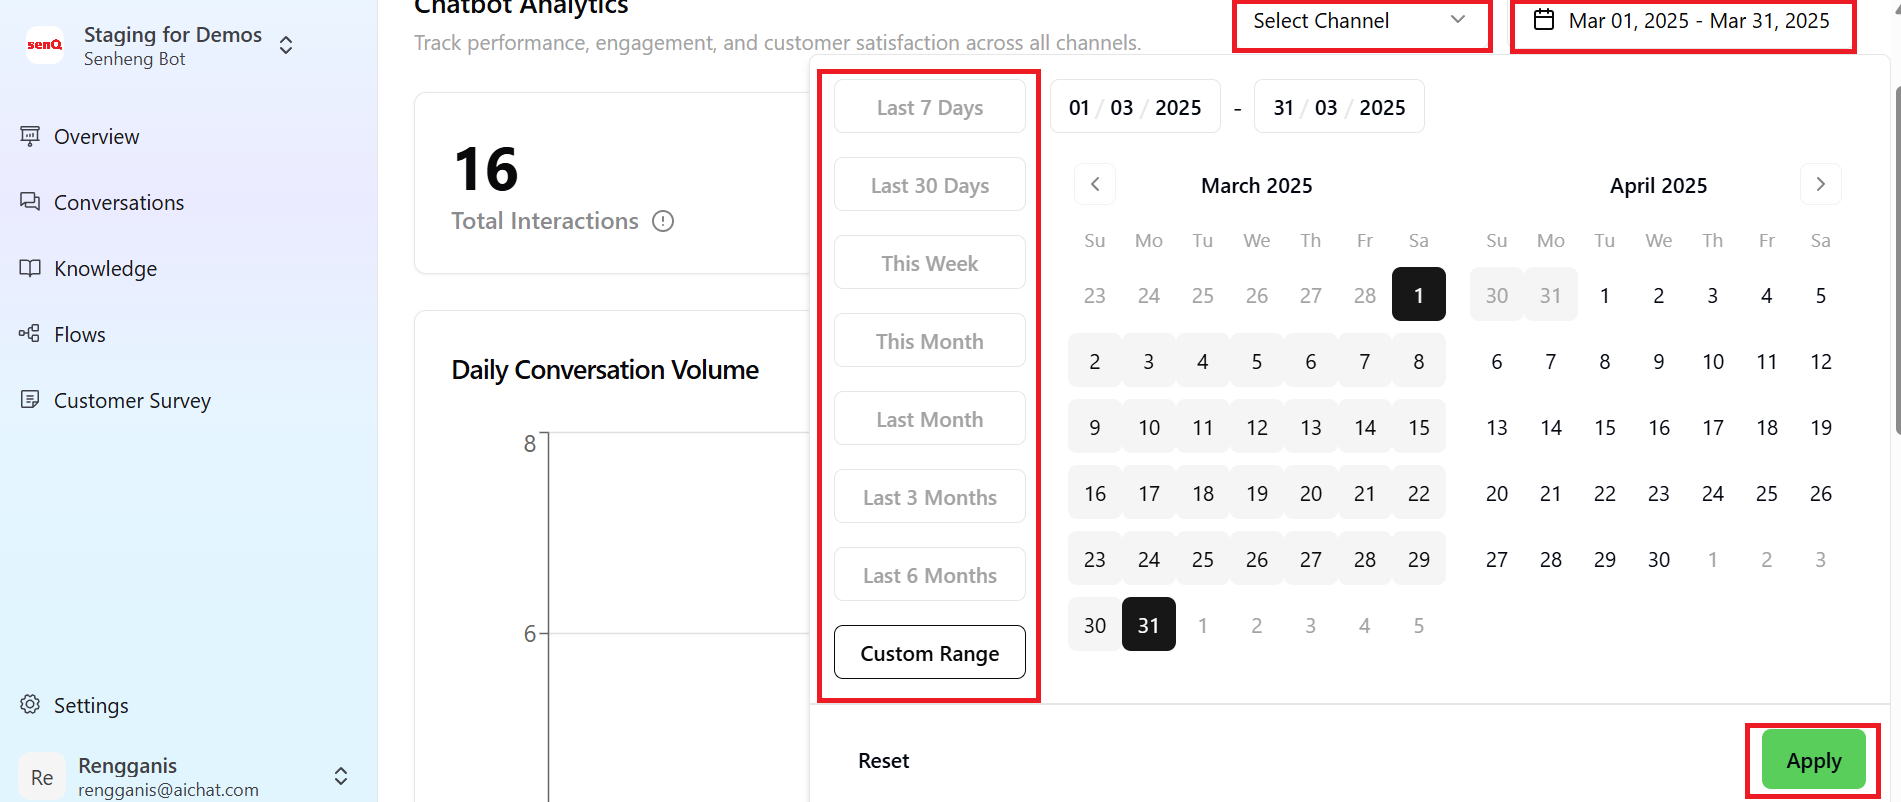 senQ
Staging for Demos
Senheng Bot
Overview
Conversations
Knowledge
Flows
Customer Survey
Settings
Re
Rengganis
rengganis@aichat.com
Chatbot Analytics
Track performance, engagement, and customer satisfaction across all channels.
Select Channel
Mar 01, 2025 - Mar 31, 2025
16
Total Interactions
Daily Conversation Volume
8
6
Last 7 Days
Last 30 Days
This Week
This Month
Last Month
Last 3 Months
Last 6 Months
Custom Range
01 / 03 / 2025 - 31 / 03 / 2025
March 2025
Su Mo Tu We Th Fr Sa
23 24 25 26 27 28 1
2 3 4 5 6 7 8
9 10 11 12 13 14 15
16 17 18 19 20 21 22
23 24 25 26 27 28 29
30 31 1 2 3 4 5
April 2025
Su Mo Tu We Th Fr Sa
30 31 1 2 3 4 5
6 7 8 9 10 11 12
13 14 15 16 17 18 19
20 21 22 23 24 25 26
27 28 29 30 1 2 3
Reset
Apply